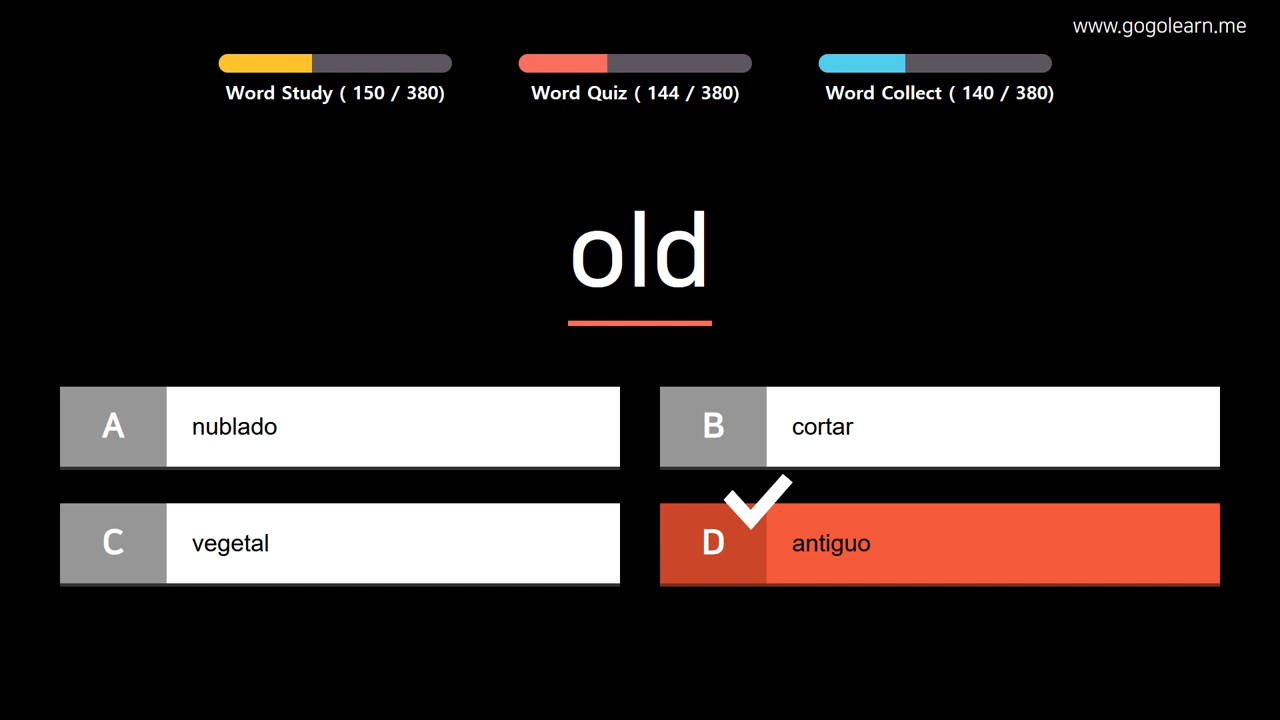 www.gogolearn.me
Word Study ( 150 / 380)
Word Quiz ( 144 / 380)
Word Collect ( 140 / 380)
old
A nublado
B cortar
C vegetal
D antiguo